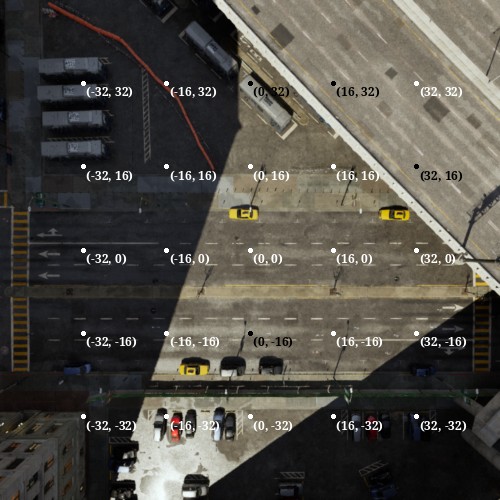 (-32, 32) (-16, 32) (0, 32) (16, 32) (32, 32)
(-32, 16) (-16, 16) (0, 16) (16, 16) (32, 16)
(-32, 0) (-16, 0) (0, 0) (16, 0) (32, 0)
(-32, -16) (-16, -16) (0, -16) (16, -16) (32, -16)
(-32, -32) (-16, -32) (0, -32) (16, -32) (32, -32)